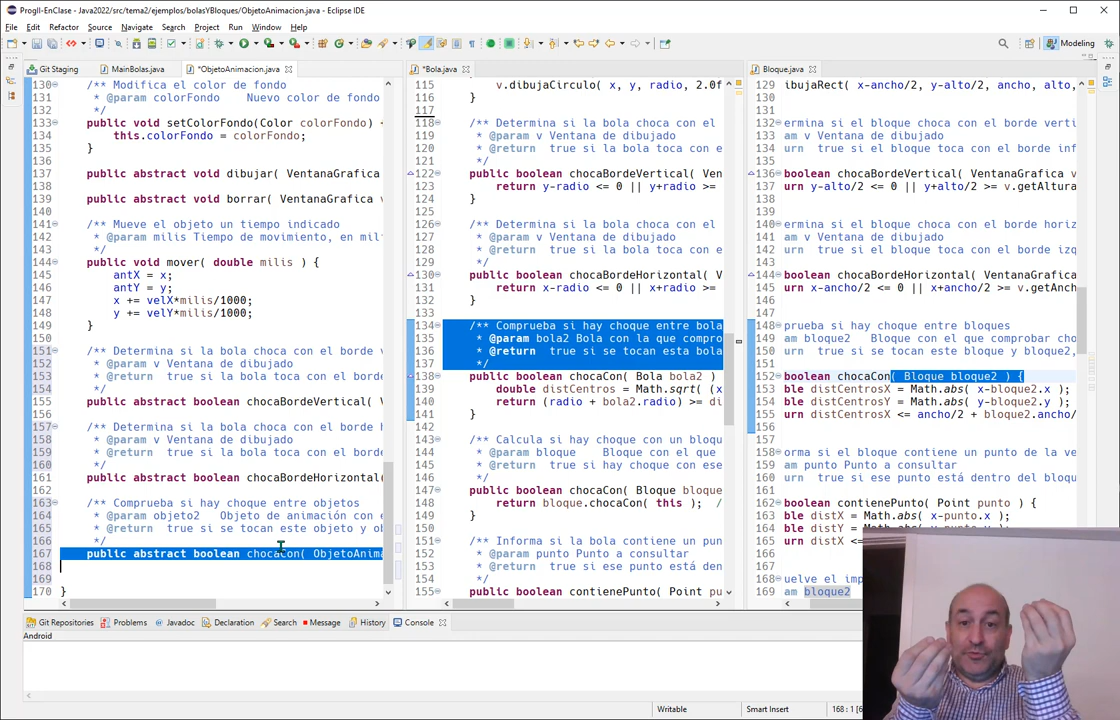 ProgII-EnClase - Java2022/src/tema2/ejemplos/bolasYBloques/ObjetoAnimacion.java - Eclipse IDE
File Edit Refactor Source Navigate Search Project Run Window Help
Modeling
Git Staging MainBolas.java *ObjetoAnimacion.java
130 /** Modifica el color de fondo
131 * @param colorFondo Nuevo color de fondo
132 */
133 public void setColorFondo(Color colorFondo) {
134 this.colorFondo = colorFondo;
135 }
136
137 public abstract void dibujar( VentanaGrafica
138
139 public abstract void borrar( VentanaGrafica v
140
141 /** Mueve el objeto un tiempo indicado
142 * @param milis Tiempo de movimiento, en mil
143 */
144 public void mover( double milis ) {
145 antX = x;
146 antY = y;
147 x += velX*milis/1000;
148 y += velY*milis/1000;
149 }
150
151 /** Determina si la bola choca con el borde v
152 * @param v Ventana de dibujado
153 * @return true si la bola toca con el borde
154 */
155 public abstract boolean chocaBordeVertical( V
156
157 /** Determina si la bola choca con el borde h
158 * @param v Ventana de dibujado
159 * @return true si la bola toca con el borde
160 */
161 public abstract boolean chocaBordeHorizontal(
162
163 /** Comprueba si hay choque entre objetos
164 * @param objeto2 Objeto de animación con e
165 * @return true si se tocan este objeto y ob
166 */
167 public abstract boolean chocaCon( ObjetoAnima
168
169
170 }
*Bola.java
115 v.dibujaCirculo( x, y, radio, 2.0f
116 }
117
118 /** Determina si la bola choca con el
119 * @param v Ventana de dibujado
120 * @return true si la bola toca con e
121 */
122 public boolean chocaBordeVertical( Ve
123 return y-radio <= 0 || y+radio >=
124 }
125
126 /** Determina si la bola choca con el
127 * @param v Ventana de dibujado
128 * @return true si la bola toca con e
129 */
130 public boolean chocaBordeHorizontal( V
131 return x-radio <= 0 || x+radio >=
132 }
133
134 /** Comprueba si hay choque entre bola
135 * @param bola2 Bola con la que compro
136 * @return true si se tocan esta bola
137 */
138 public boolean chocaCon( Bola bola2 )
139 double distCentros = Math.sqrt( (x
140 return (radio + bola2.radio) >= di
141 }
142
143 /** Calcula si hay choque con un bloqu
144 * @param bloque Bloque con el que
145 * @return true si hay choque con ese
146 */
147 public boolean chocaCon( Bloque bloque
148 return bloque.chocaCon( this ); /
149 }
150
151 /** Informa si la bola contiene un pun
152 * @param punto Punto a consultar
153 * @return true si ese punto está den
154 */
155 public boolean contienePunto( Point pu
Bloque.java
129 ibujaRect( x-ancho/2, y-alto/2, ancho, alto,
130
131
132 ermina si el bloque choca con el borde verti
133 am v Ventana de dibujado
134 urn true si el bloque toca con el borde inf
135
136 boolean chocaBordeVertical( VentanaGrafica v
137 urn y-alto/2 <= 0 || y+alto/2 >= v.getAltura
138
139
140 ermina si el bloque choca con el borde horiz
141 am v Ventana de dibujado
142 urn true si el bloque toca con el borde izq
143
144 boolean chocaBordeHorizontal( VentanaGrafica
145 urn x-ancho/2 <= 0 || x+ancho/2 >= v.getAnch
146
147
148 prueba si hay choque entre bloques
149 am bloque2 Bloque con el que comprobar cho
150 urn true si se tocan este bloque y bloque2,
151
152 boolean chocaCon( Bloque bloque2 ) {
153 ble distCentrosX = Math.abs( x-bloque2.x );
154 ble distCentrosY = Math.abs( y-bloque2.y );
155 urn distCentrosX <= ancho/2 + bloque2.ancho/
156
157
158 orma si el bloque contiene un punto de la ve
159 am punto Punto a consultar
160 urn true si ese punto está dentro del bloqu
161
162 boolean contienePunto( Point punto ) {
163 ble distX = Math.abs( x-punto.x );
164 ble distY = Math.abs( y-punto.y );
165 urn distX <=
166
167
168 uelve el imp
169 am bloque2
Git Repositories Problems Javadoc Declaration Search Message History Console
Android
Writable Smart Insert 168 : 1 [6